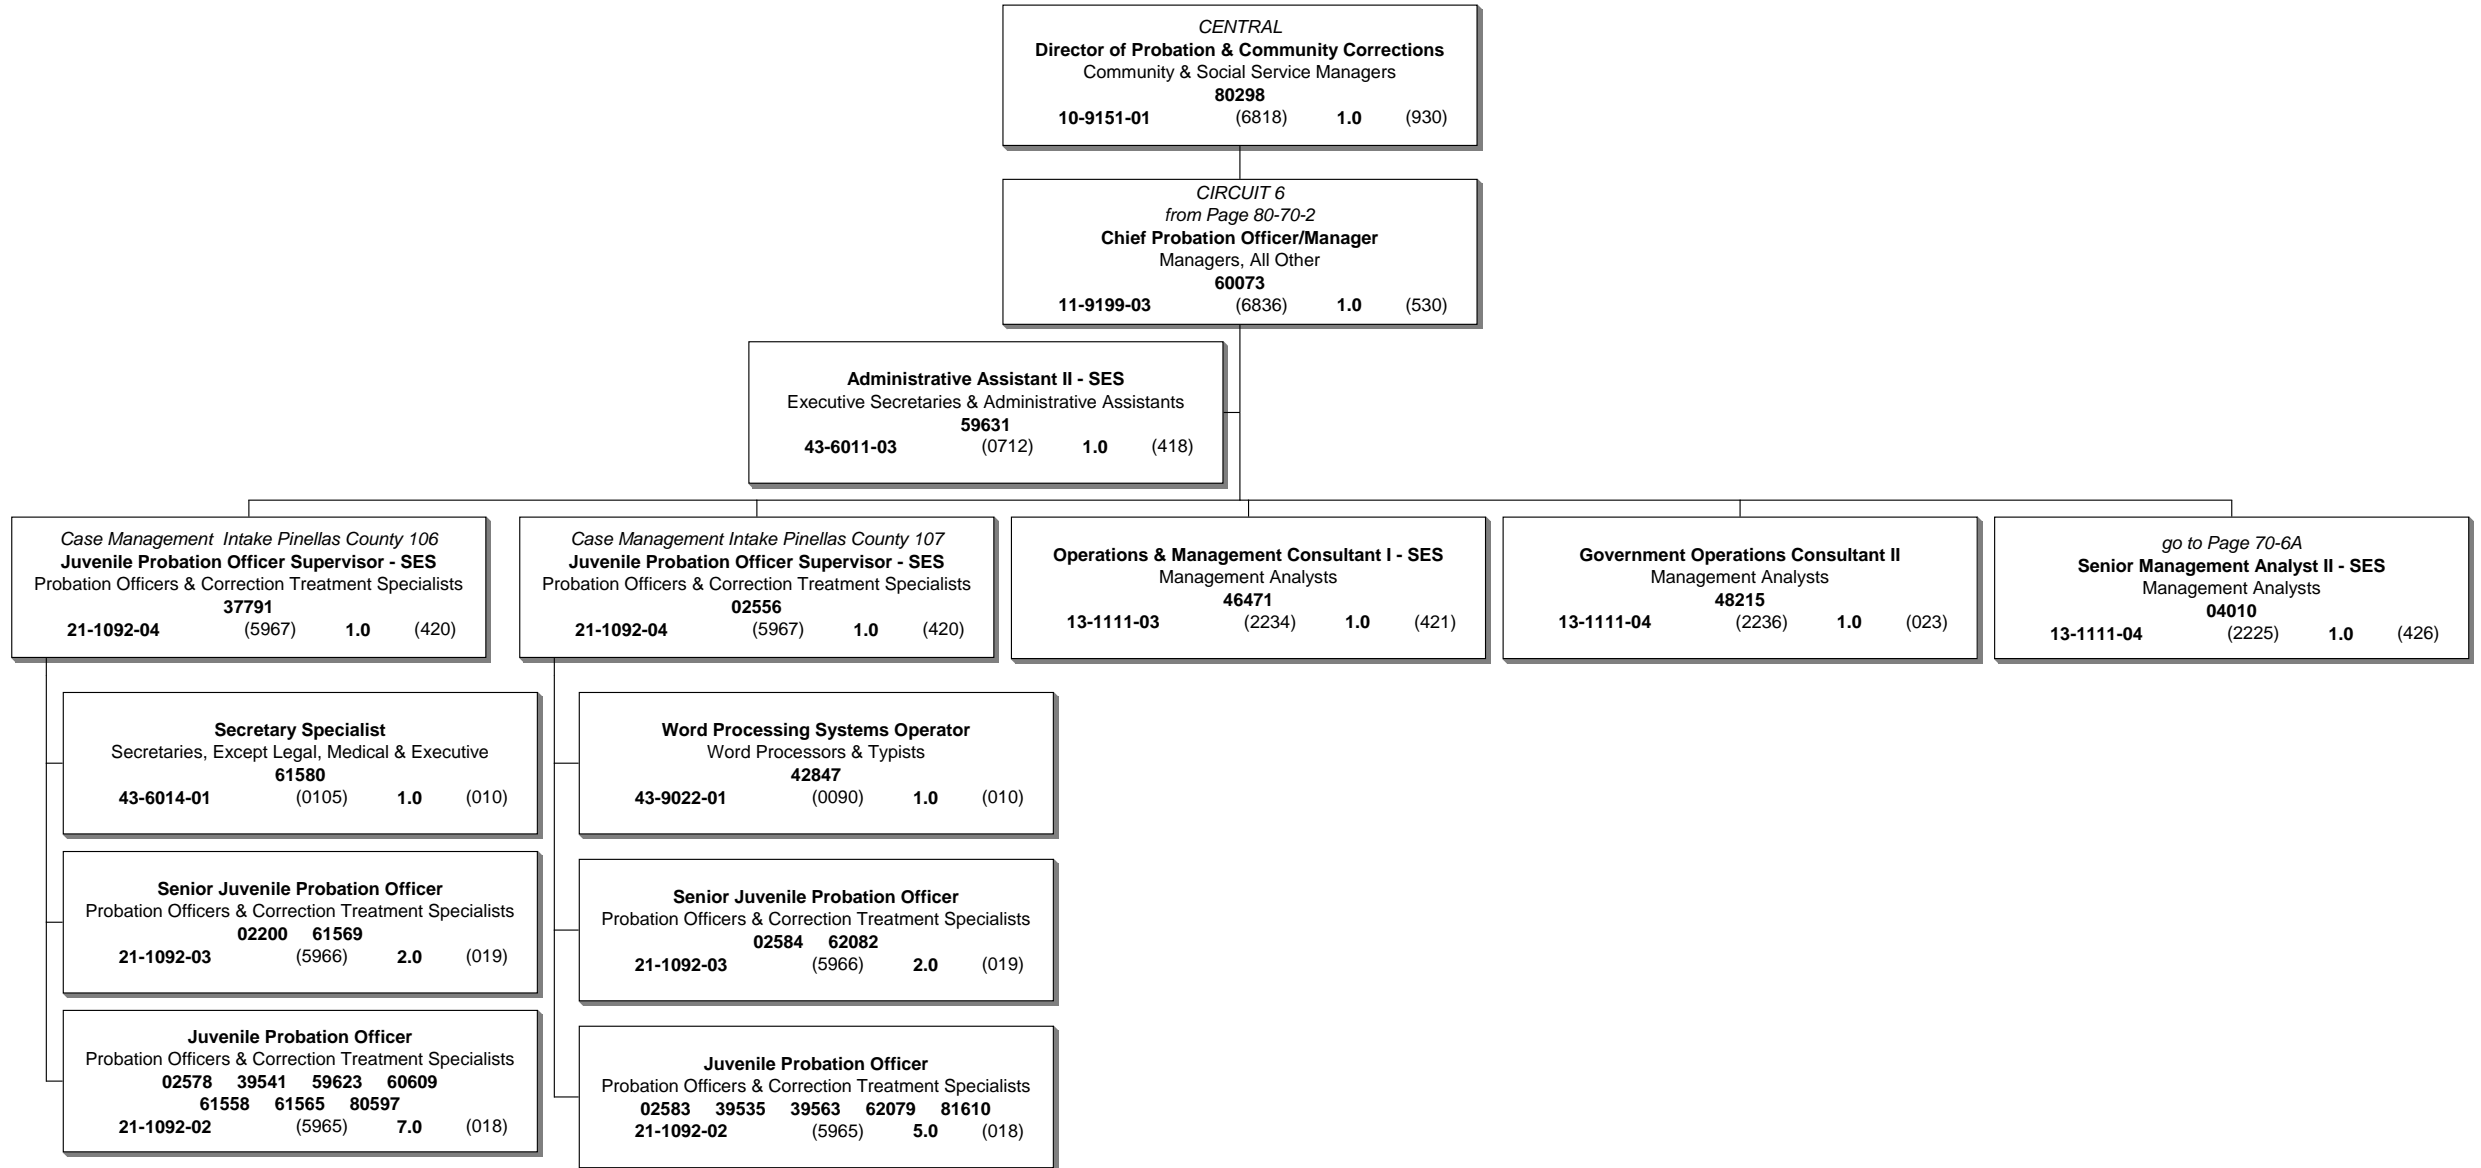 CENTRAL
Director of Probation & Community Corrections
Community & Social Service Managers
80298
10-9151-01 (6818) 1.0 (930)
CIRCUIT 6
from Page 80-70-2
Chief Probation Officer/Manager
Managers, All Other
60073
11-9199-03 (6836) 1.0 (530)
Administrative Assistant II - SES
Executive Secretaries & Administrative Assistants
59631
43-6011-03 (0712) 1.0 (418)
Case Management Intake Pinellas County 106
Juvenile Probation Officer Supervisor - SES
Probation Officers & Correction Treatment Specialists
37791
21-1092-04 (5967) 1.0 (420)
Case Management Intake Pinellas County 107
Juvenile Probation Officer Supervisor - SES
Probation Officers & Correction Treatment Specialists
02556
21-1092-04 (5967) 1.0 (420)
Operations & Management Consultant I - SES
Management Analysts
46471
13-1111-03 (2234) 1.0 (421)
Government Operations Consultant II
Management Analysts
48215
13-1111-04 (2236) 1.0 (023)
go to Page 70-6A
Senior Management Analyst II - SES
Management Analysts
04010
13-1111-04 (2225) 1.0 (426)
Secretary Specialist
Secretaries, Except Legal, Medical & Executive
61580
43-6014-01 (0105) 1.0 (010)
Senior Juvenile Probation Officer
Probation Officers & Correction Treatment Specialists
02200 61569
21-1092-03 (5966) 2.0 (019)
Juvenile Probation Officer
Probation Officers & Correction Treatment Specialists
02578 39541 59623 60609
61558 61565 80597
21-1092-02 (5965) 7.0 (018)
Word Processing Systems Operator
Word Processors & Typists
42847
43-9022-01 (0090) 1.0 (010)
Senior Juvenile Probation Officer
Probation Officers & Correction Treatment Specialists
02584 62082
21-1092-03 (5966) 2.0 (019)
Juvenile Probation Officer
Probation Officers & Correction Treatment Specialists
02583 39535 39563 62079 81610
21-1092-02 (5965) 5.0 (018)